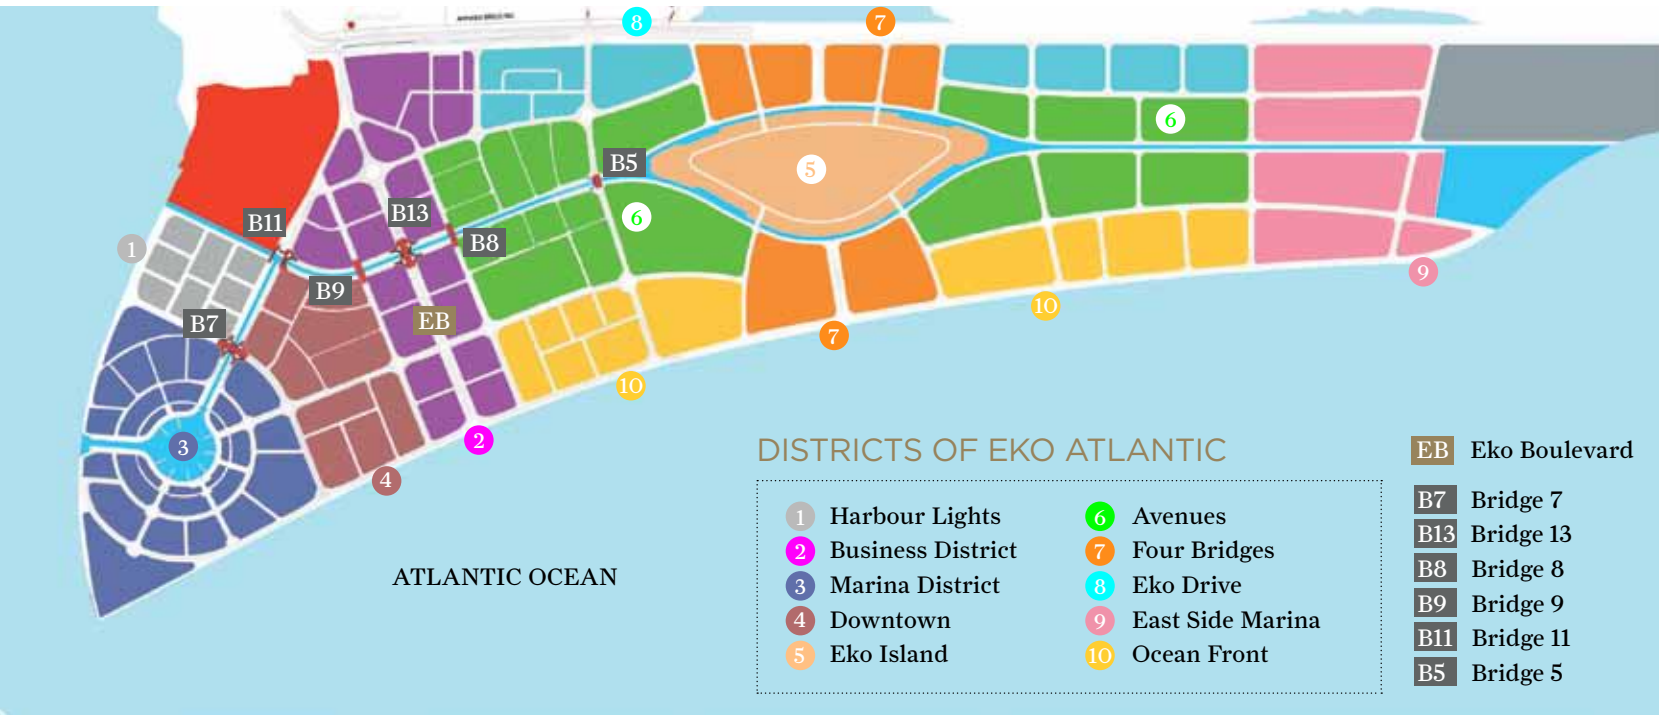 8
7
6
B5
5
B13
B11
6
1
B8
9
B9
10
B7
EB
7
10
3
2
4
DISTRICTS OF EKO ATLANTIC
EB Eko Boulevard
1 Harbour Lights
2 Business District
3 Marina District
4 Downtown
5 Eko Island
6 Avenues
7 Four Bridges
8 Eko Drive
9 East Side Marina
10 Ocean Front
B7 Bridge 7
B13 Bridge 13
B8 Bridge 8
B9 Bridge 9
B11 Bridge 11
B5 Bridge 5
ATLANTIC OCEAN